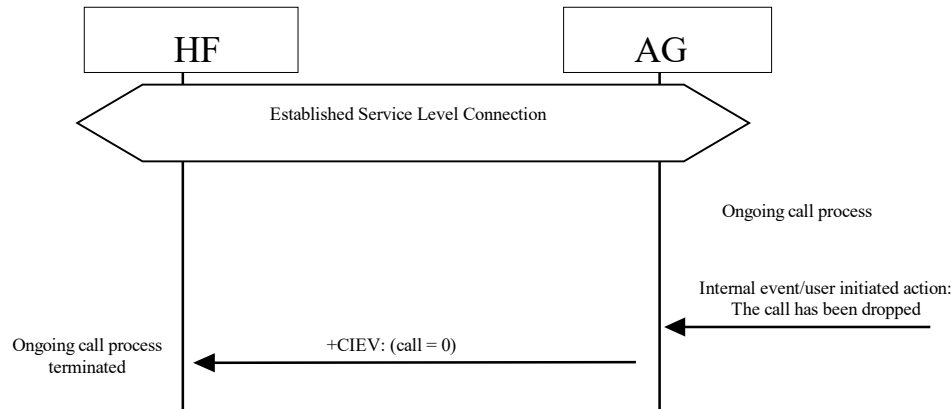 HF
AG
Established Service Level Connection
Ongoing call process
Internal event/user initiated action:
The call has been dropped
+CIEV: (call = 0)
Ongoing call process
terminated